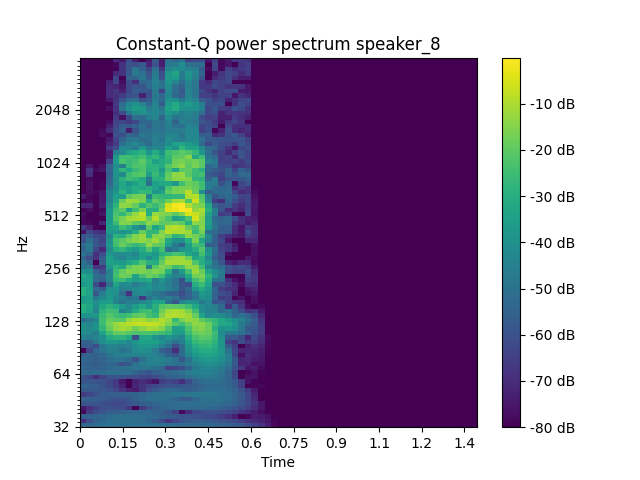 Constant-Q power spectrum speaker_8
Hz
2048
1024
512
256
128
64
32
0 0.15 0.3 0.45 0.6 0.75 0.9 1.1 1.2 1.4
Time
-10 dB
-20 dB
-30 dB
-40 dB
-50 dB
-60 dB
-70 dB
-80 dB